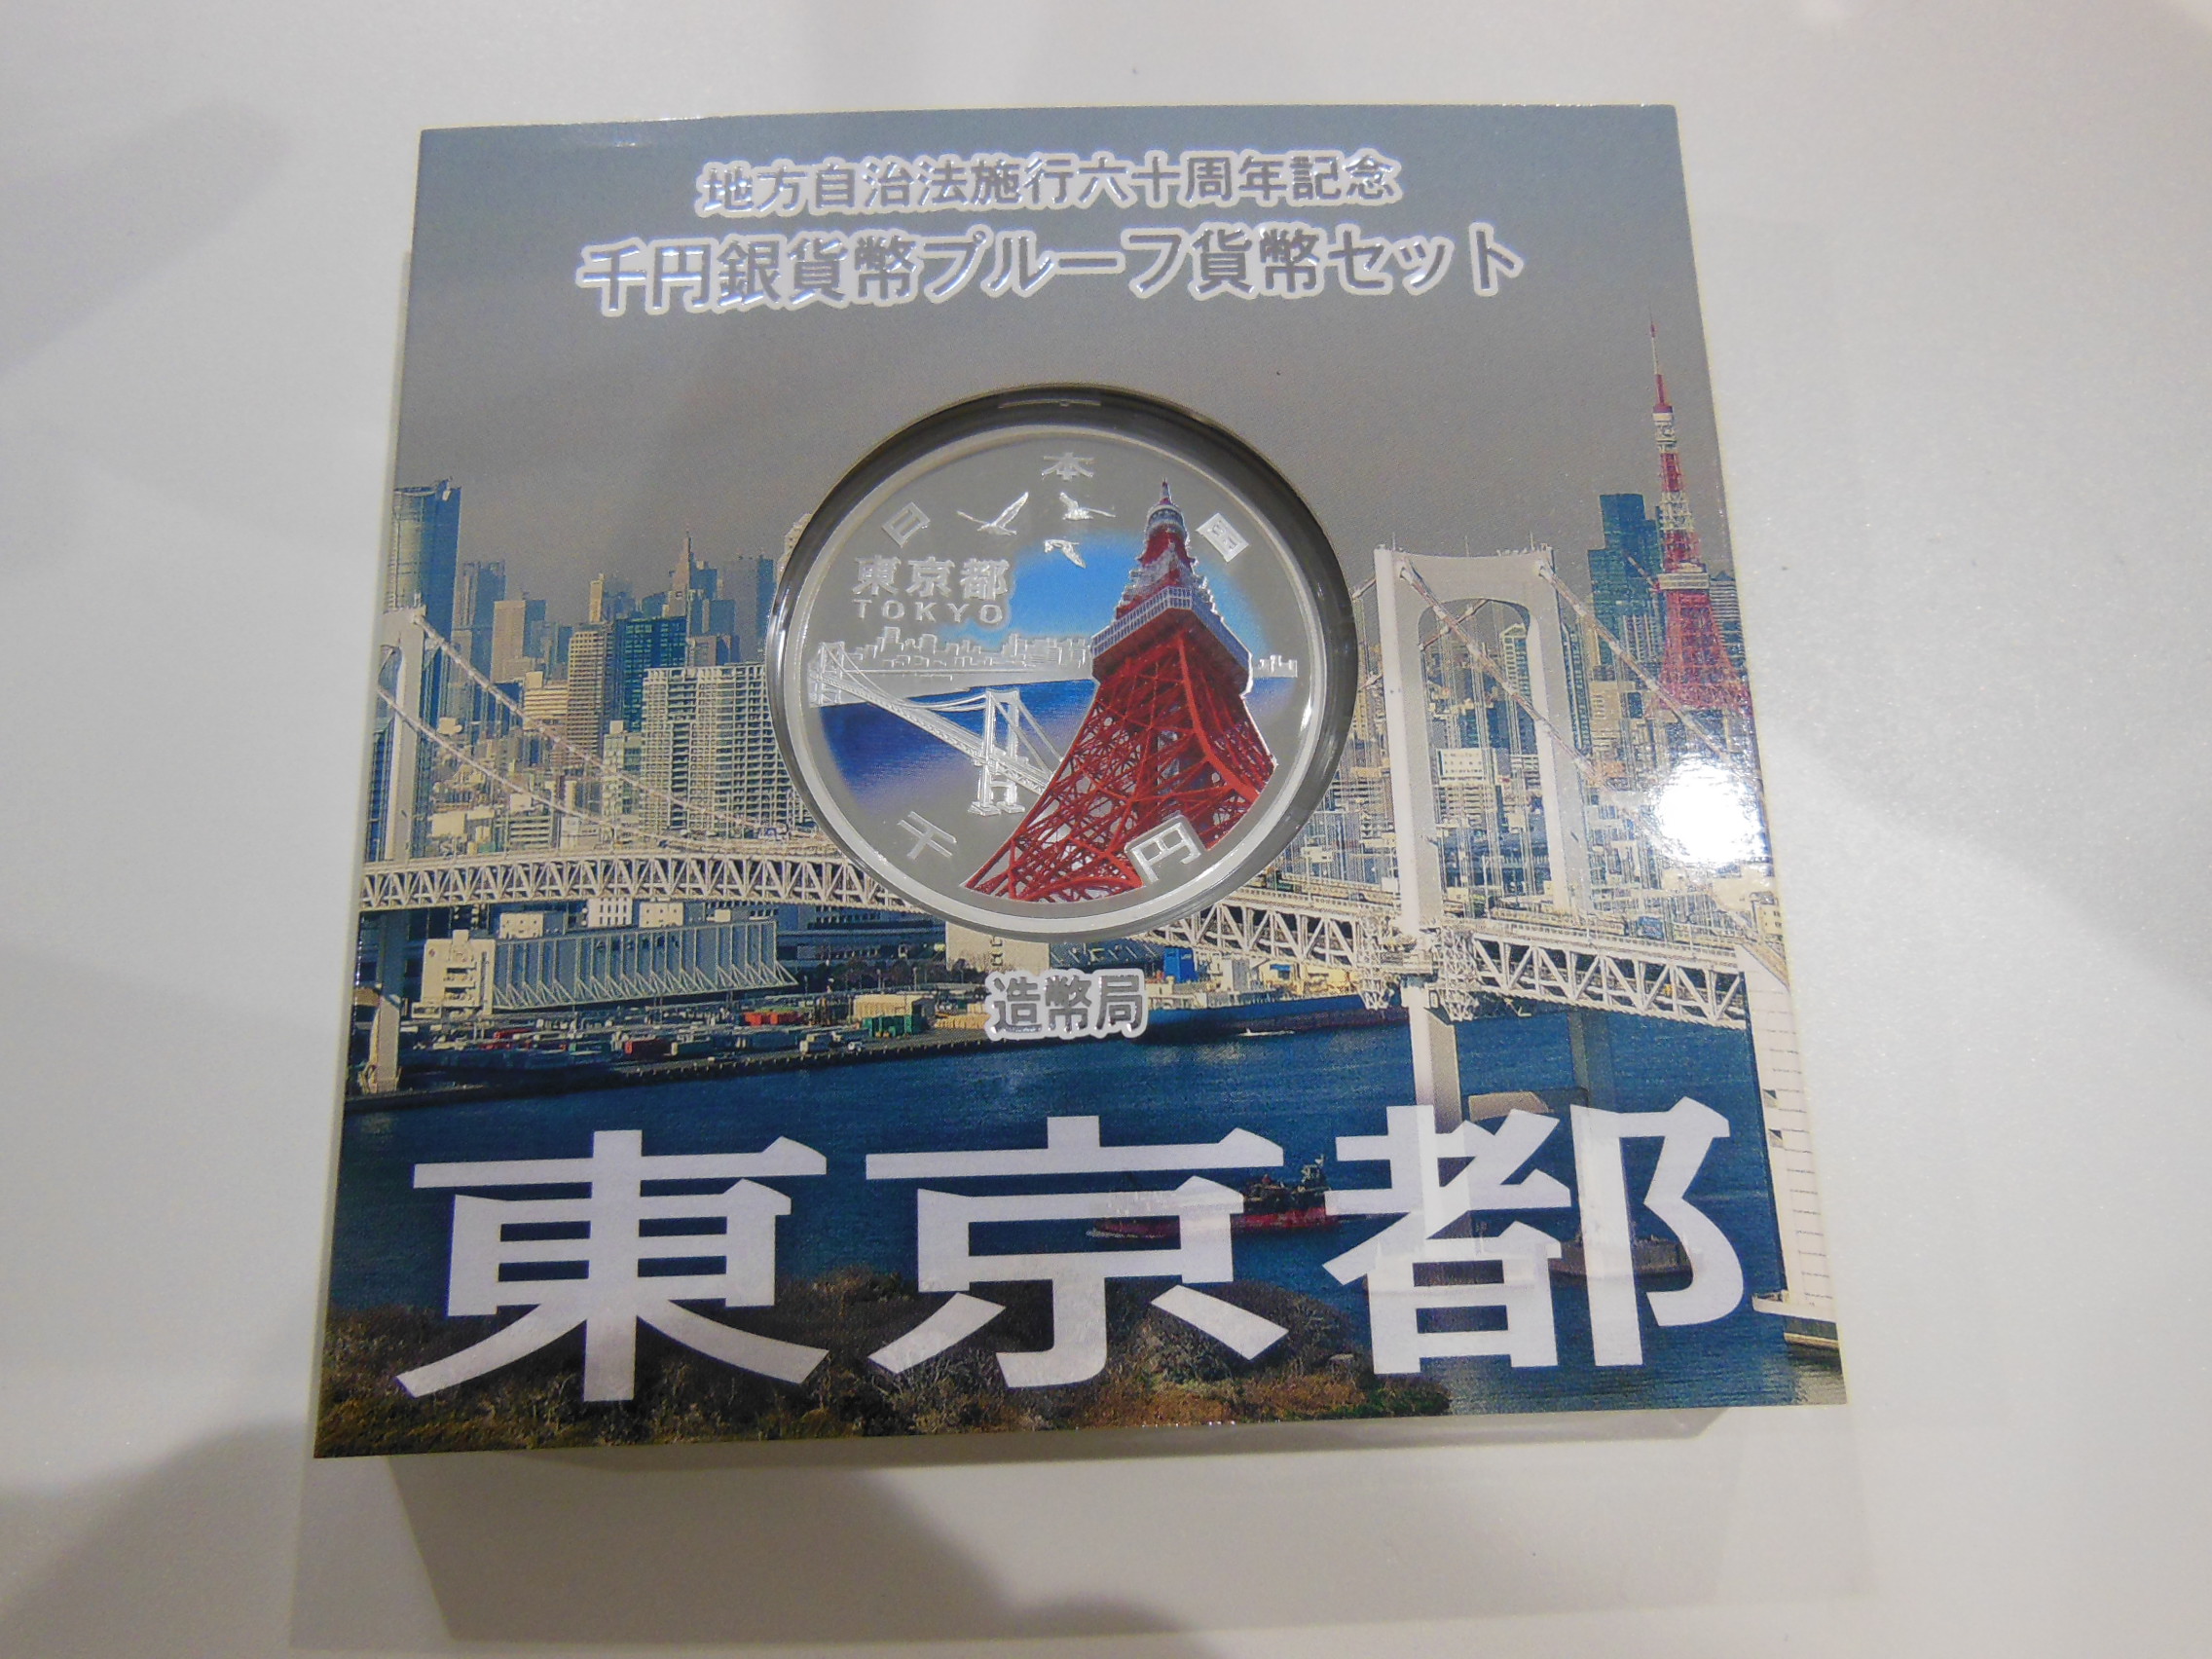 地方自治法施行六十周年記念
千円銀貨幣プルーフ貨幣セット
日本国
東京都
TOKYO
千円
造幣局
東京都